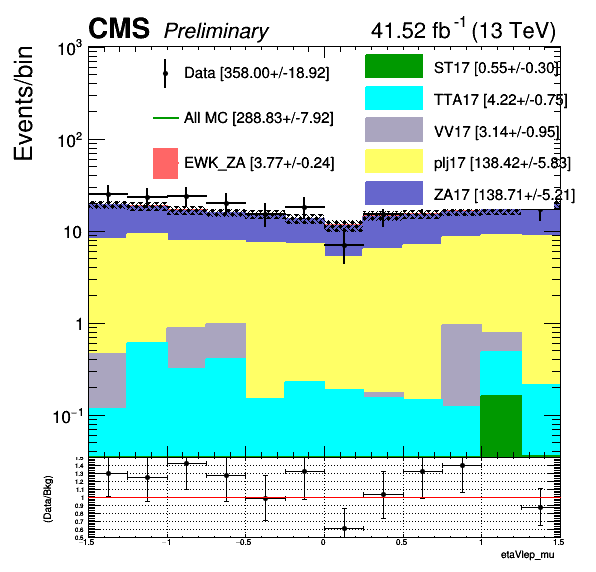 CMS Preliminary 41.52 fb⁻¹ (13 TeV)
Events/bin
10³
Data [358.00+/-18.92]
All MC [288.83+/-7.92]
EWK_ZA [3.77+/-0.24]
ST17 [0.55+/-0.30]
TTA17 [4.22+/-0.75]
VV17 [3.14+/-0.95]
plj17 [138.42+/-5.83]
ZA17 [138.71+/-5.21]
10²
10
1
10⁻¹
(Data/Bkg)
1.5
1.4
1.3
1.2
1.1
1
0.9
0.8
0.7
0.6
0.5
-1.5 -1 -0.5 0 0.5 1 1.5
etaVlep_mu